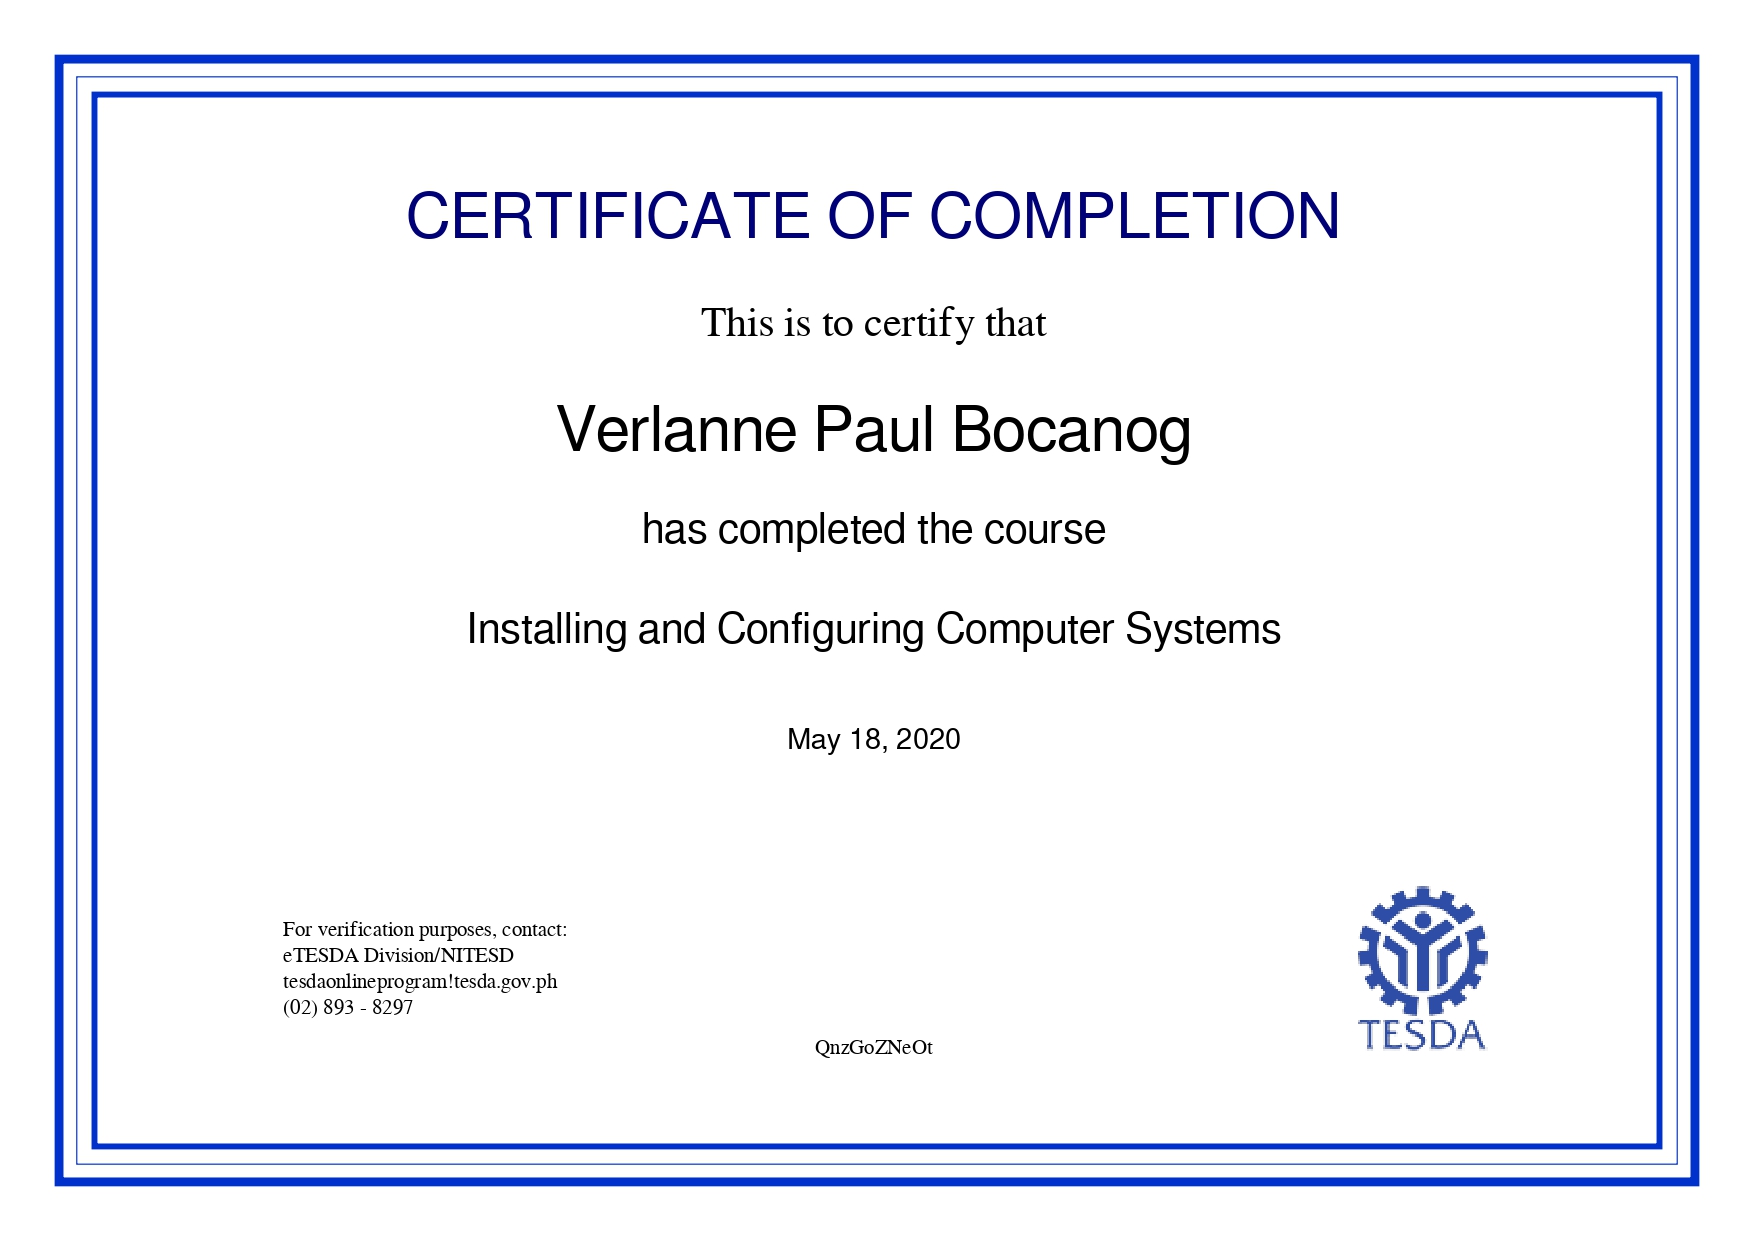 CERTIFICATE OF COMPLETION
This is to certify that
Verlanne Paul Bocanog
has completed the course
Installing and Configuring Computer Systems
May 18, 2020
For verification purposes, contact:
eTESDA Division/NITESD
tesdaonlineprogram!tesda.gov.ph
(02) 893 - 8297
TESDA
QnzGoZNeOt